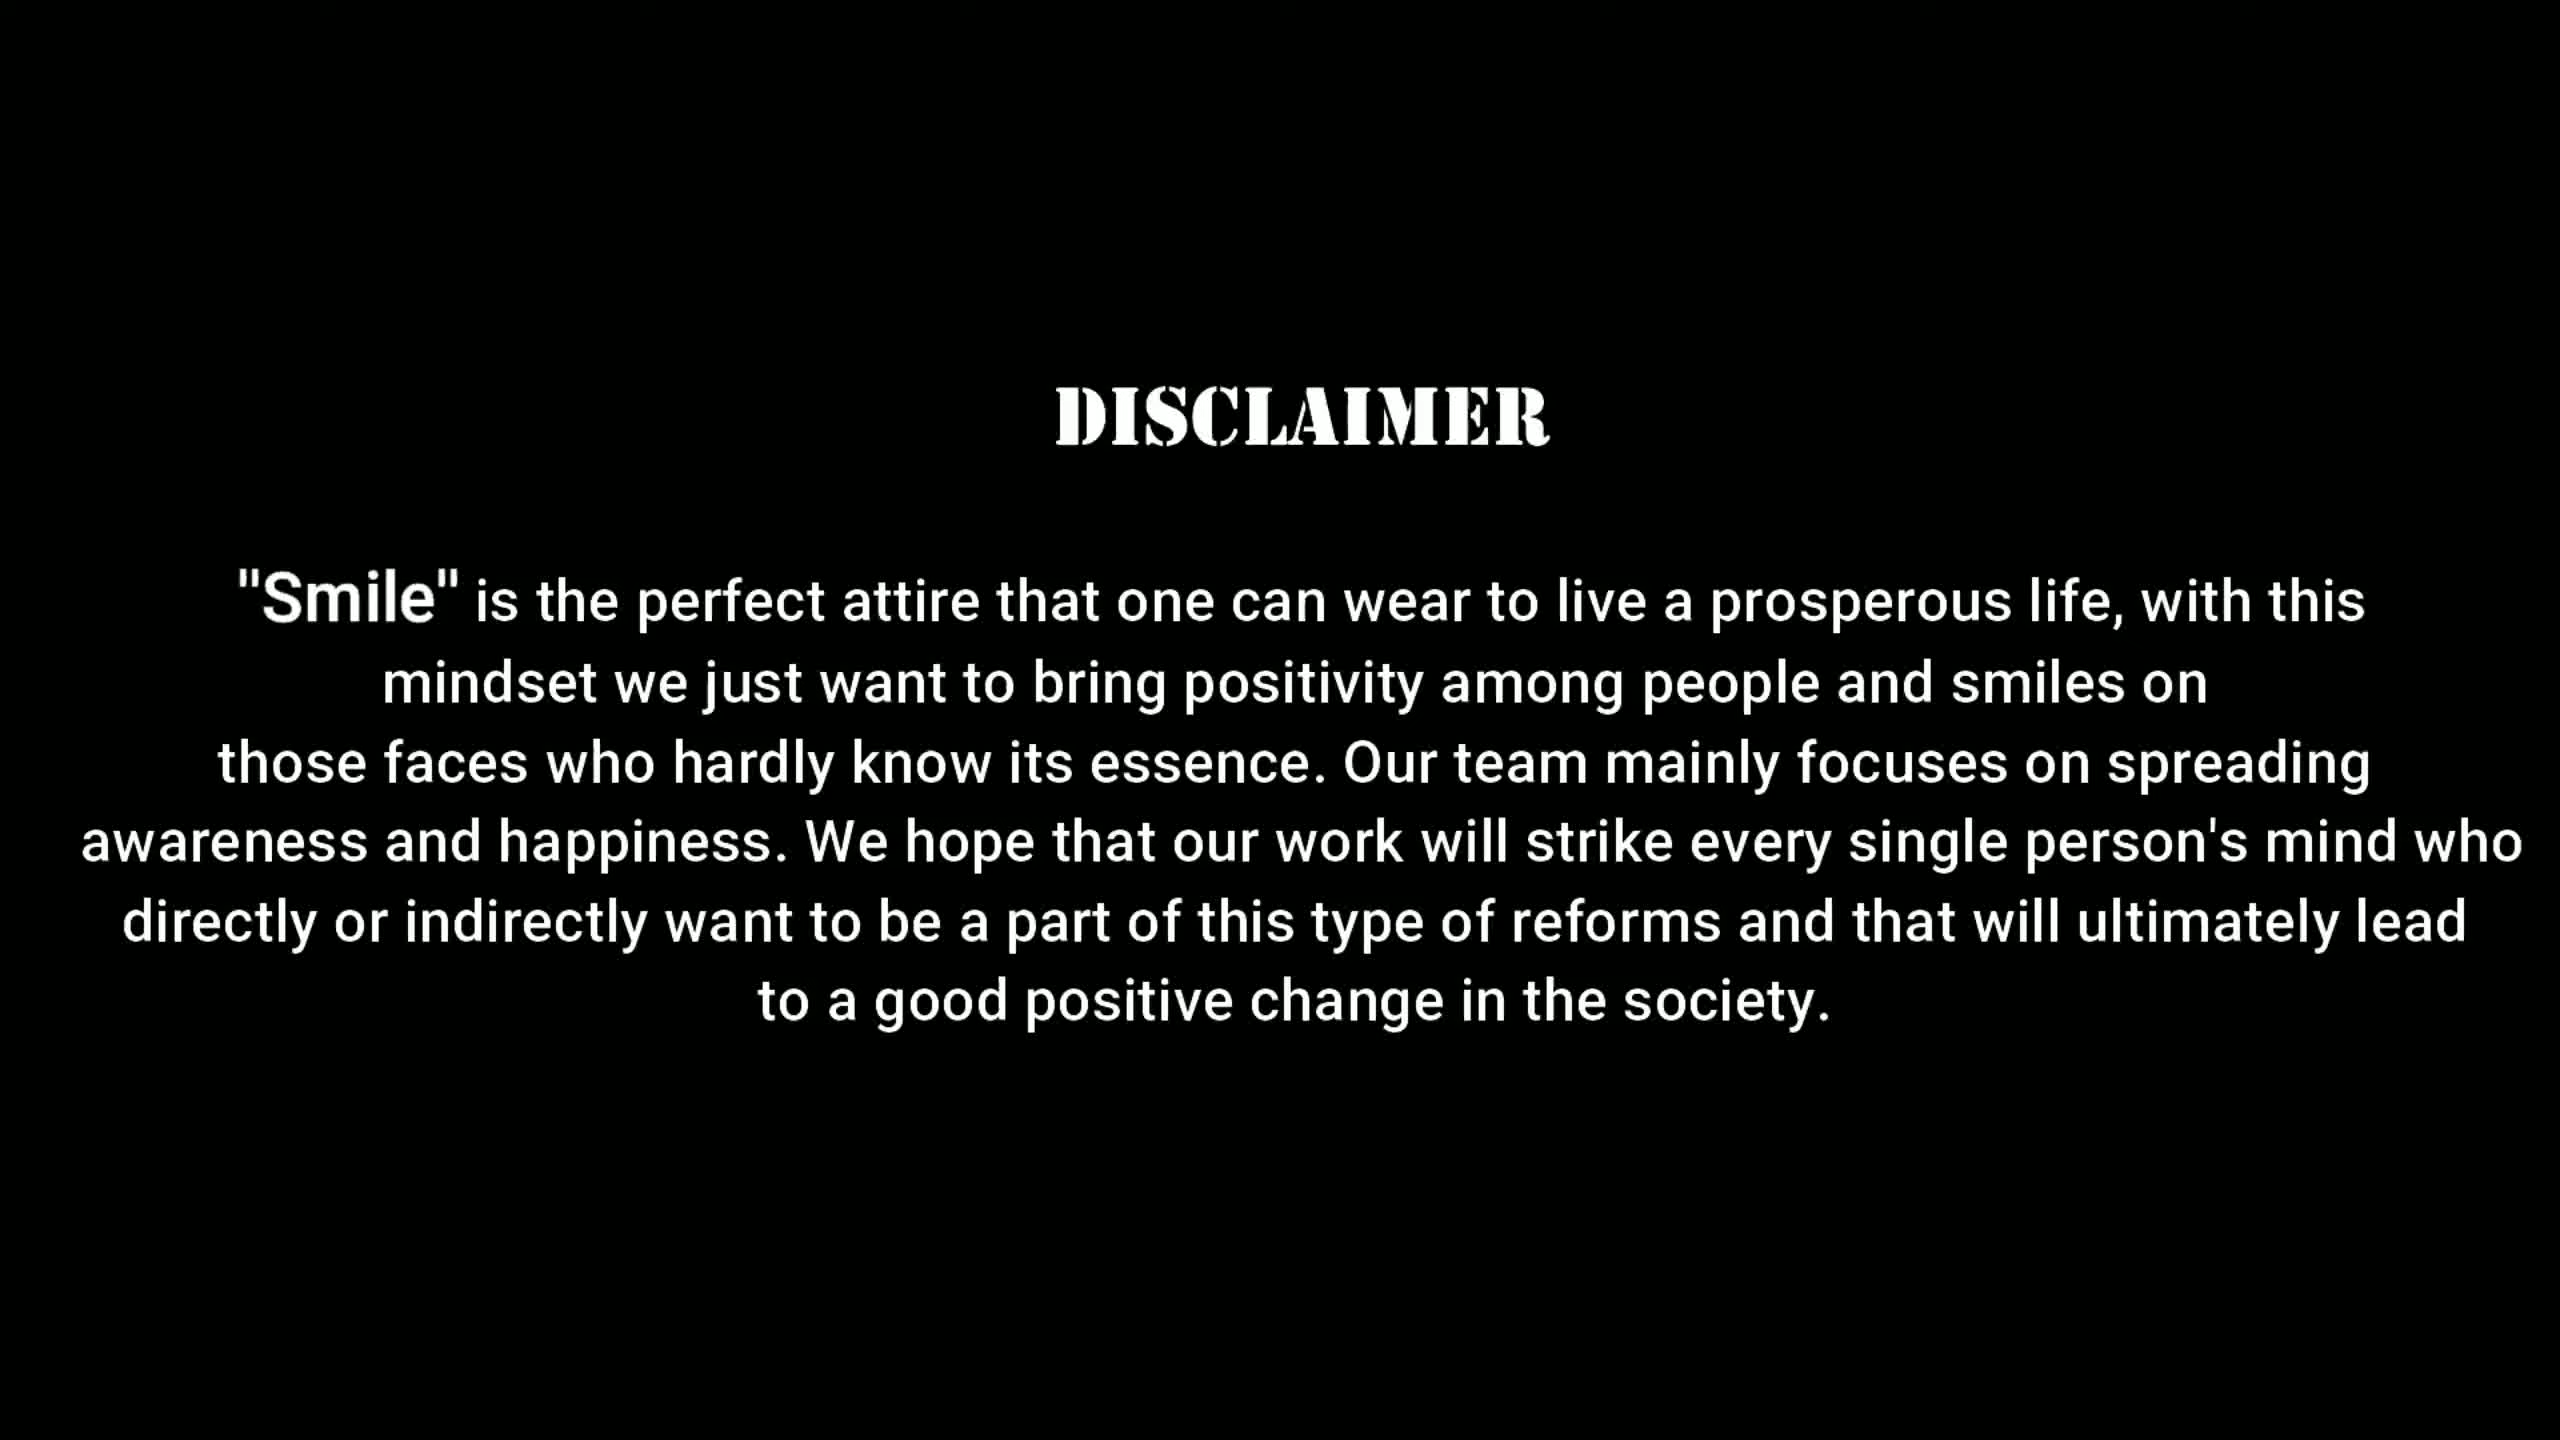 DISCLAIMER
"Smile" is the perfect attire that one can wear to live a prosperous life, with this
mindset we just want to bring positivity among people and smiles on
those faces who hardly know its essence. Our team mainly focuses on spreading
awareness and happiness. We hope that our work will strike every single person's mind who
directly or indirectly want to be a part of this type of reforms and that will ultimately lead
to a good positive change in the society.